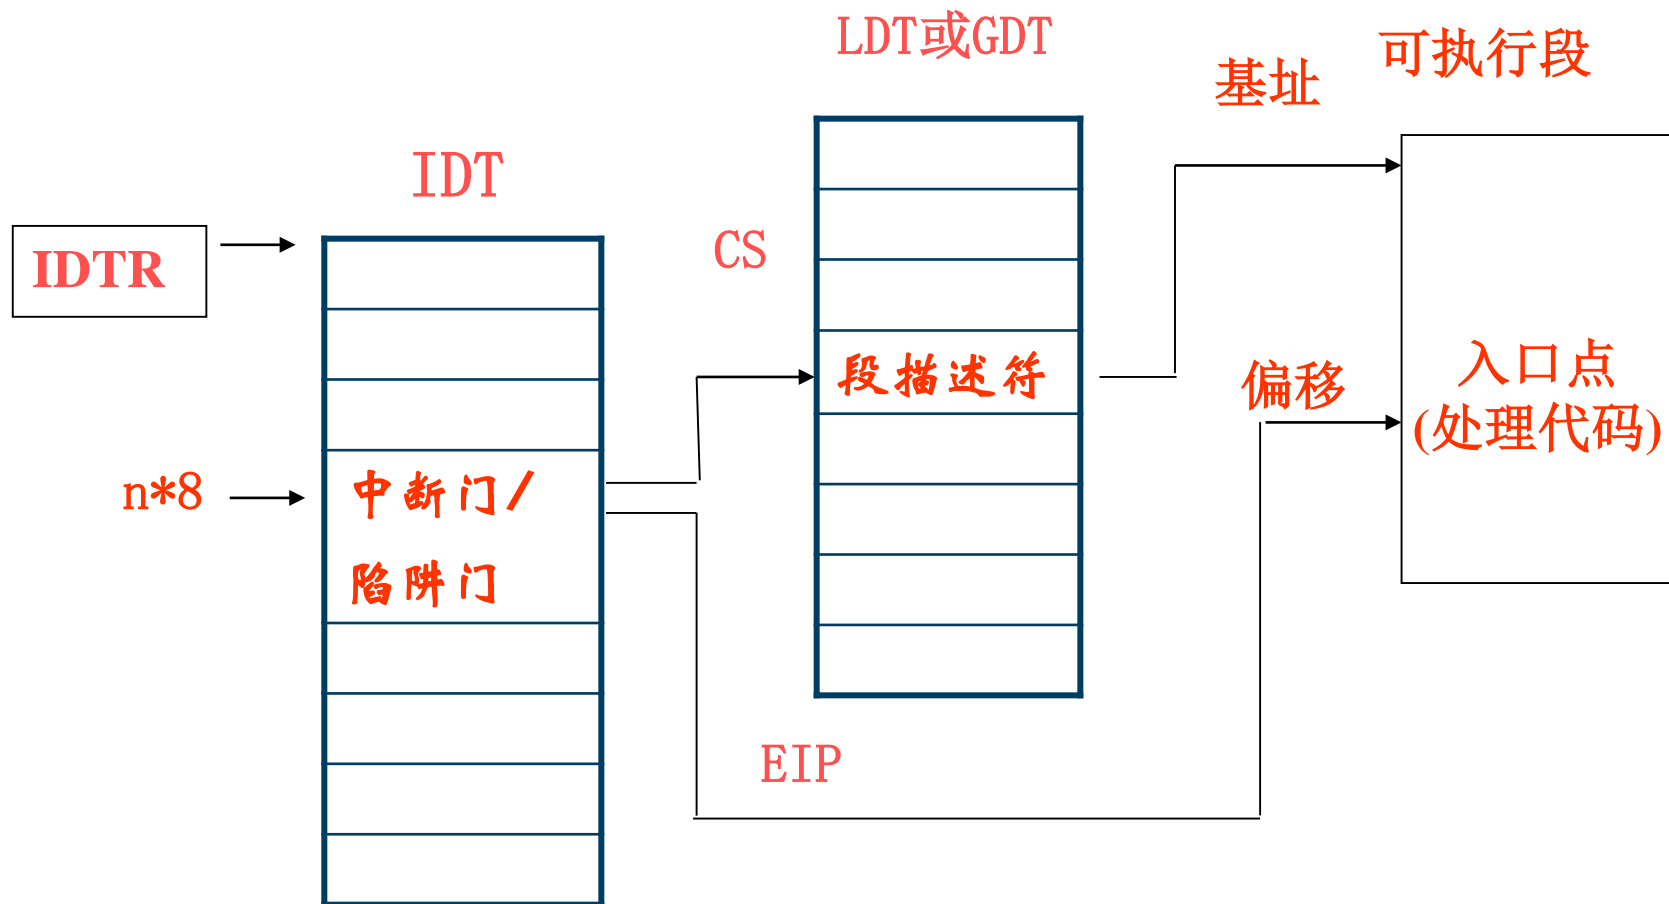 LDT或GDT
可执行段
基址
IDT
CS
IDTR
段描述符
偏移
入口点
(处理代码)
n*8
中断门/
陷阱门
EIP